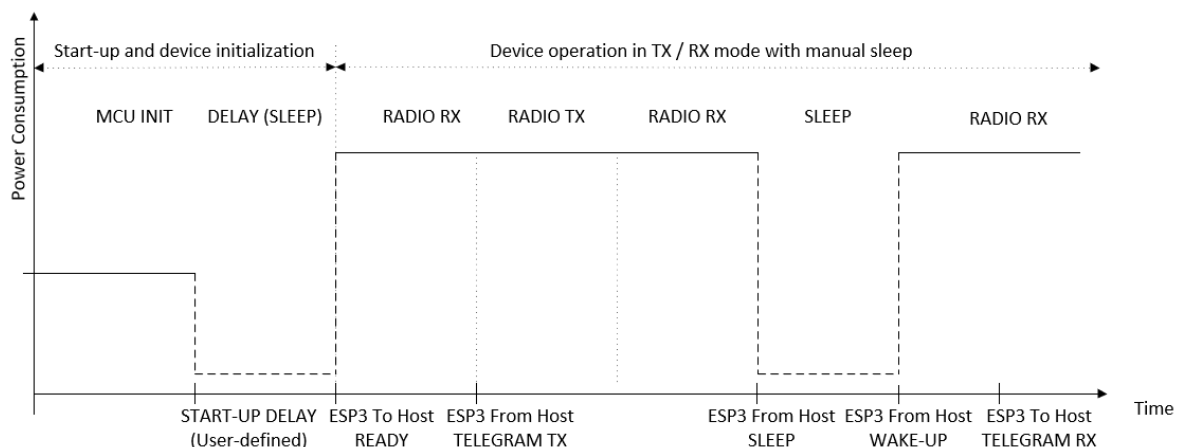 Start-up and device initialization
Device operation in TX / RX mode with manual sleep
Power Consumption
MCU INIT
DELAY (SLEEP)
RADIO RX
RADIO TX
RADIO RX
SLEEP
RADIO RX
START-UP DELAY
(User-defined)
ESP3 To Host
READY
ESP3 From Host
TELEGRAM TX
ESP3 From Host
SLEEP
ESP3 From Host
WAKE-UP
ESP3 To Host
TELEGRAM RX
Time